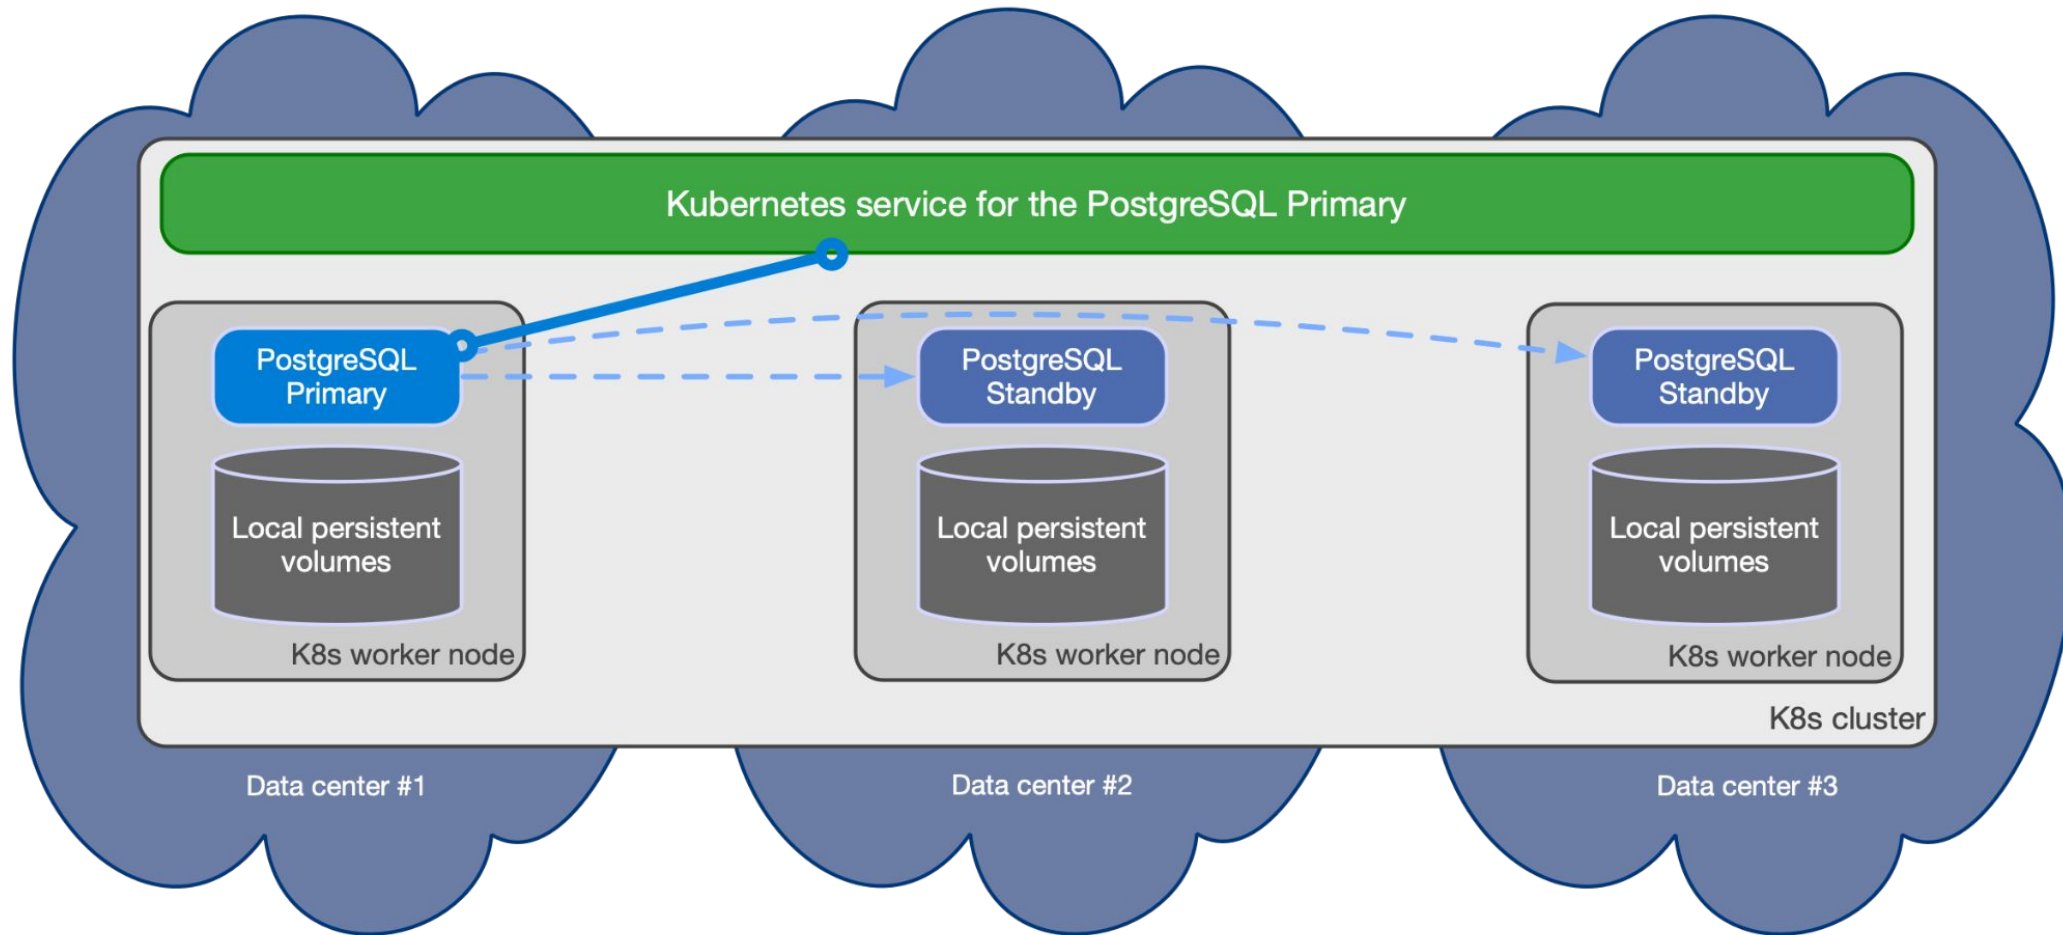 Kubernetes service for the PostgreSQL Primary
PostgreSQL
Primary
Local persistent
volumes
K8s worker node
PostgreSQL
Standby
Local persistent
volumes
K8s worker node
PostgreSQL
Standby
Local persistent
volumes
K8s worker node
K8s cluster
Data center #1
Data center #2
Data center #3